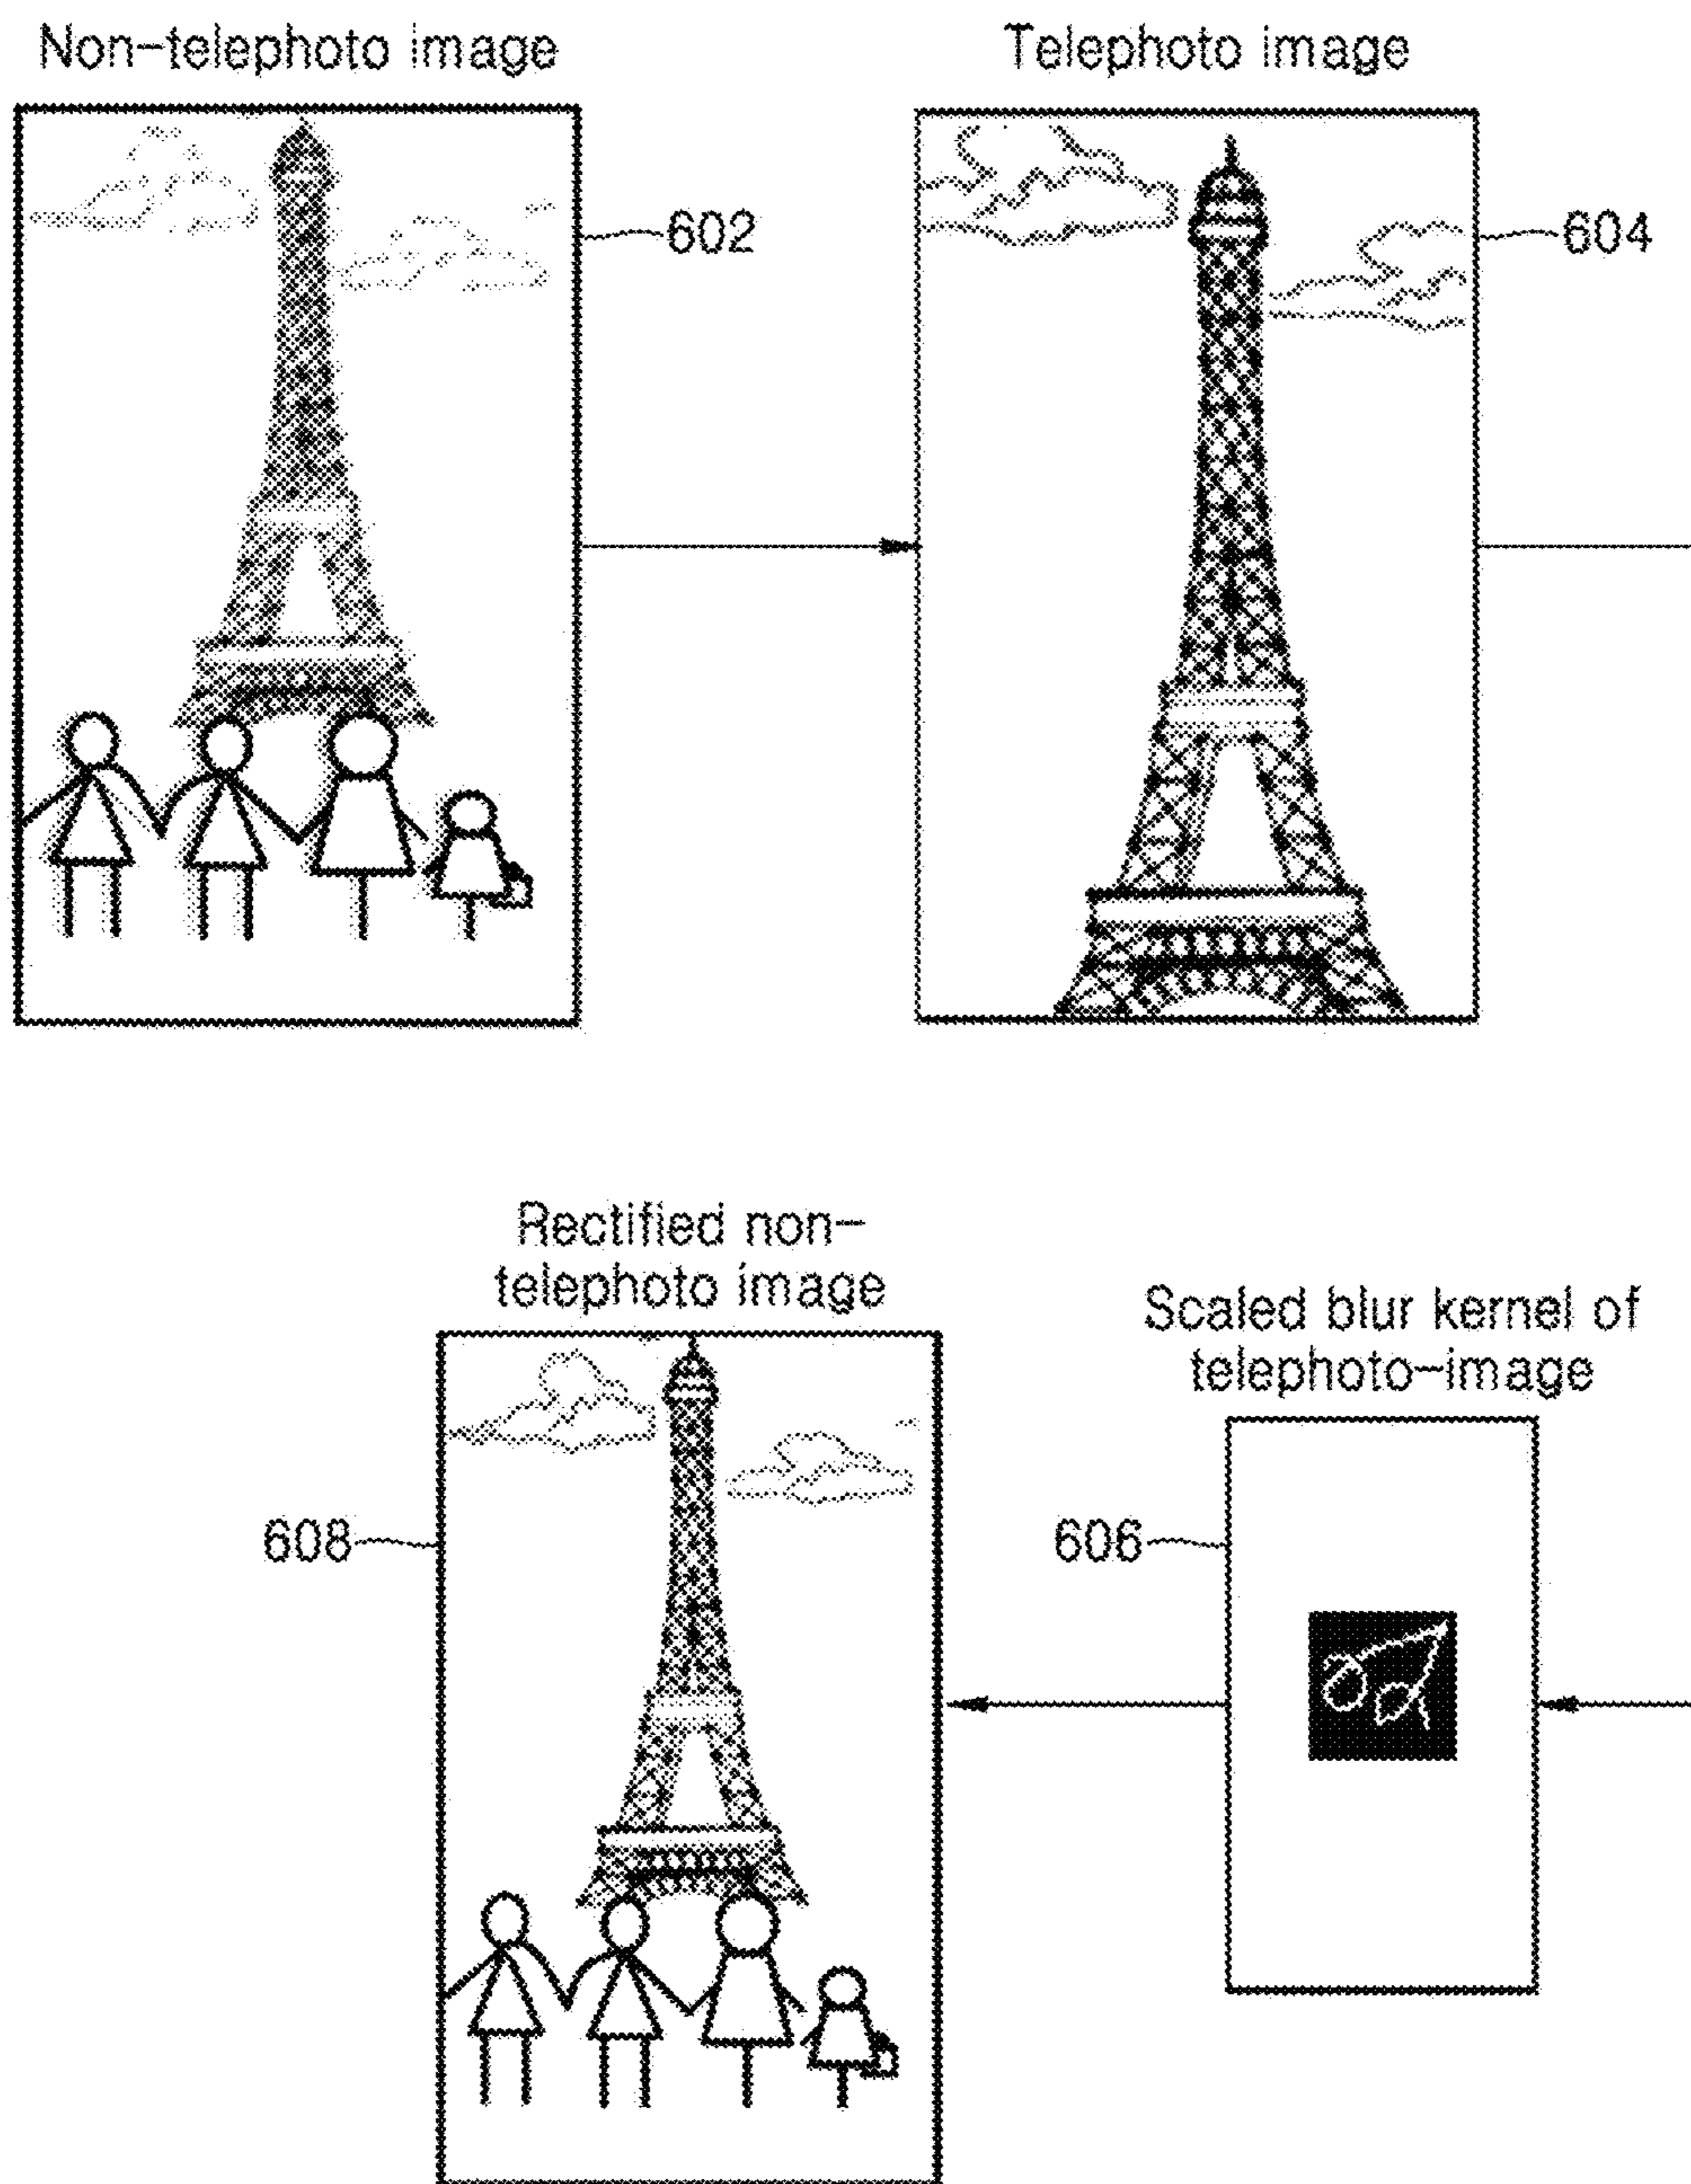 Non-telephoto image
Telephoto image
602
604
Rectified non-
telephoto image
Scaled blur kernel of
telephoto-image
608
606